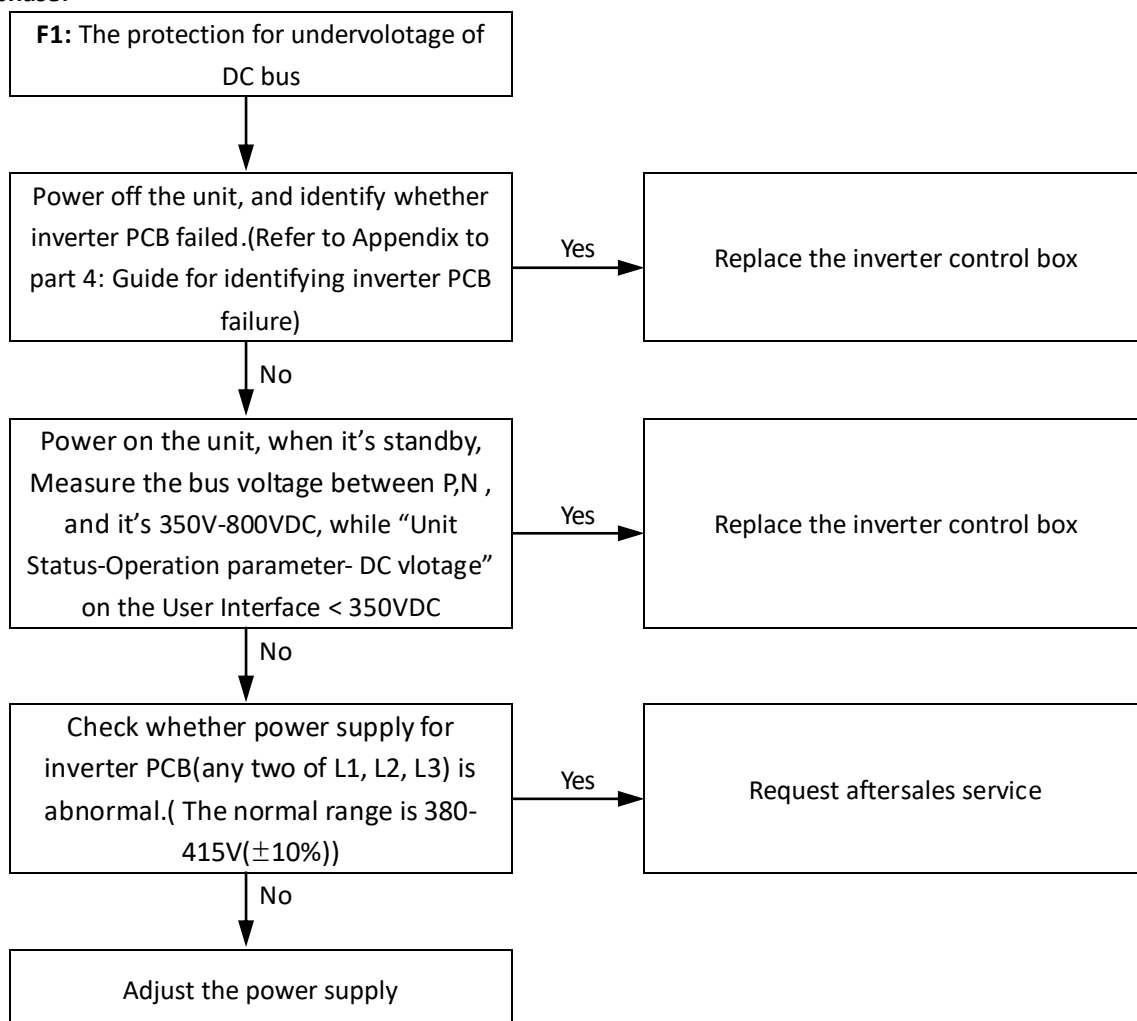 F1: The protection for undervolotage of
DC bus
Power off the unit, and identify whether
inverter PCB failed.(Refer to Appendix to
part 4: Guide for identifying inverter PCB
failure)
Yes
Replace the inverter control box
No
Power on the unit, when it’s standby,
Measure the bus voltage between P,N ,
and it’s 350V-800VDC, while “Unit
Status-Operation parameter- DC vlotage”
on the User Interface < 350VDC
Yes
Replace the inverter control box
No
Check whether power supply for
inverter PCB(any two of L1, L2, L3) is
abnormal.( The normal range is 380-
415V(±10%))
Yes
Request aftersales service
No
Adjust the power supply